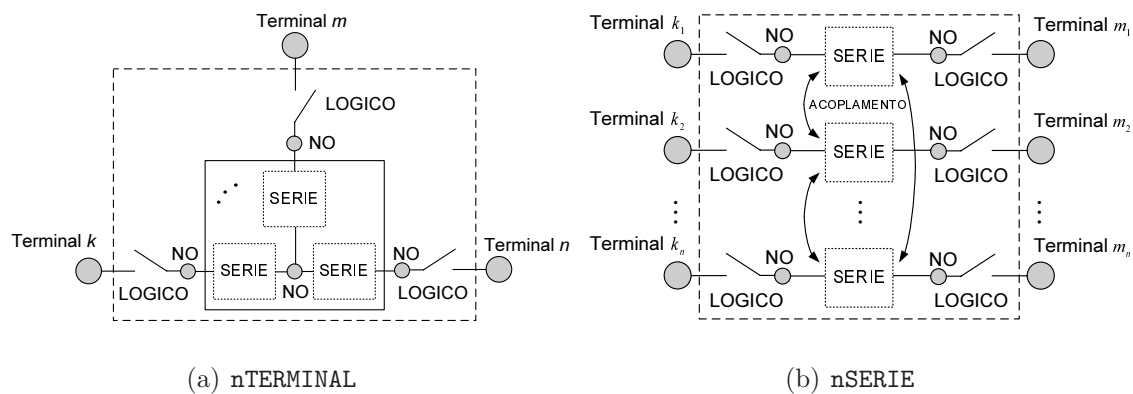 Terminal m
LOGICO
NO
SERIE
Terminal k
NO
LOGICO
SERIE
NO
SERIE
NO
LOGICO
Terminal n
(a) nTERMINAL
Terminal k₁
NO
LOGICO
SERIE
NO
LOGICO
Terminal m₁
ACOPLAMENTO
Terminal k₂
NO
LOGICO
SERIE
NO
LOGICO
Terminal m₂
Terminal kₙ
NO
LOGICO
SERIE
NO
LOGICO
Terminal mₙ
(b) nSERIE